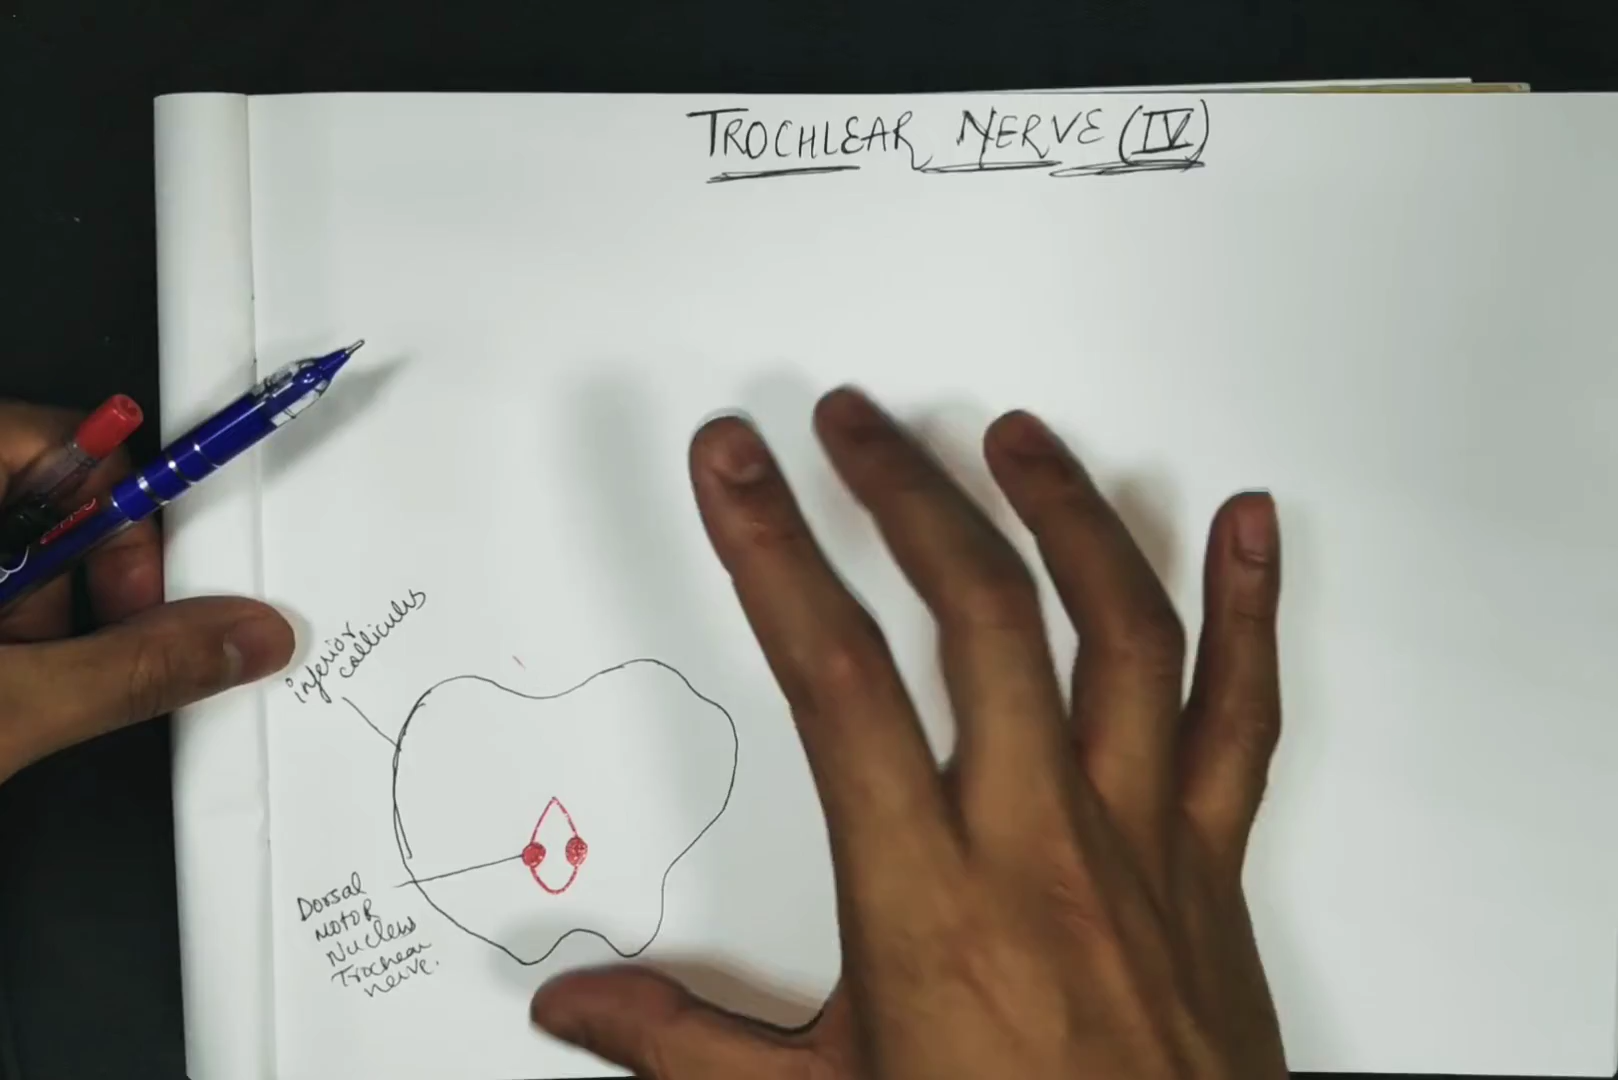 TROCHLEAR NERVE (IV)
inferior
colliculus
Dorsal
MOTOR
Nucleus
Trochear
nerve.